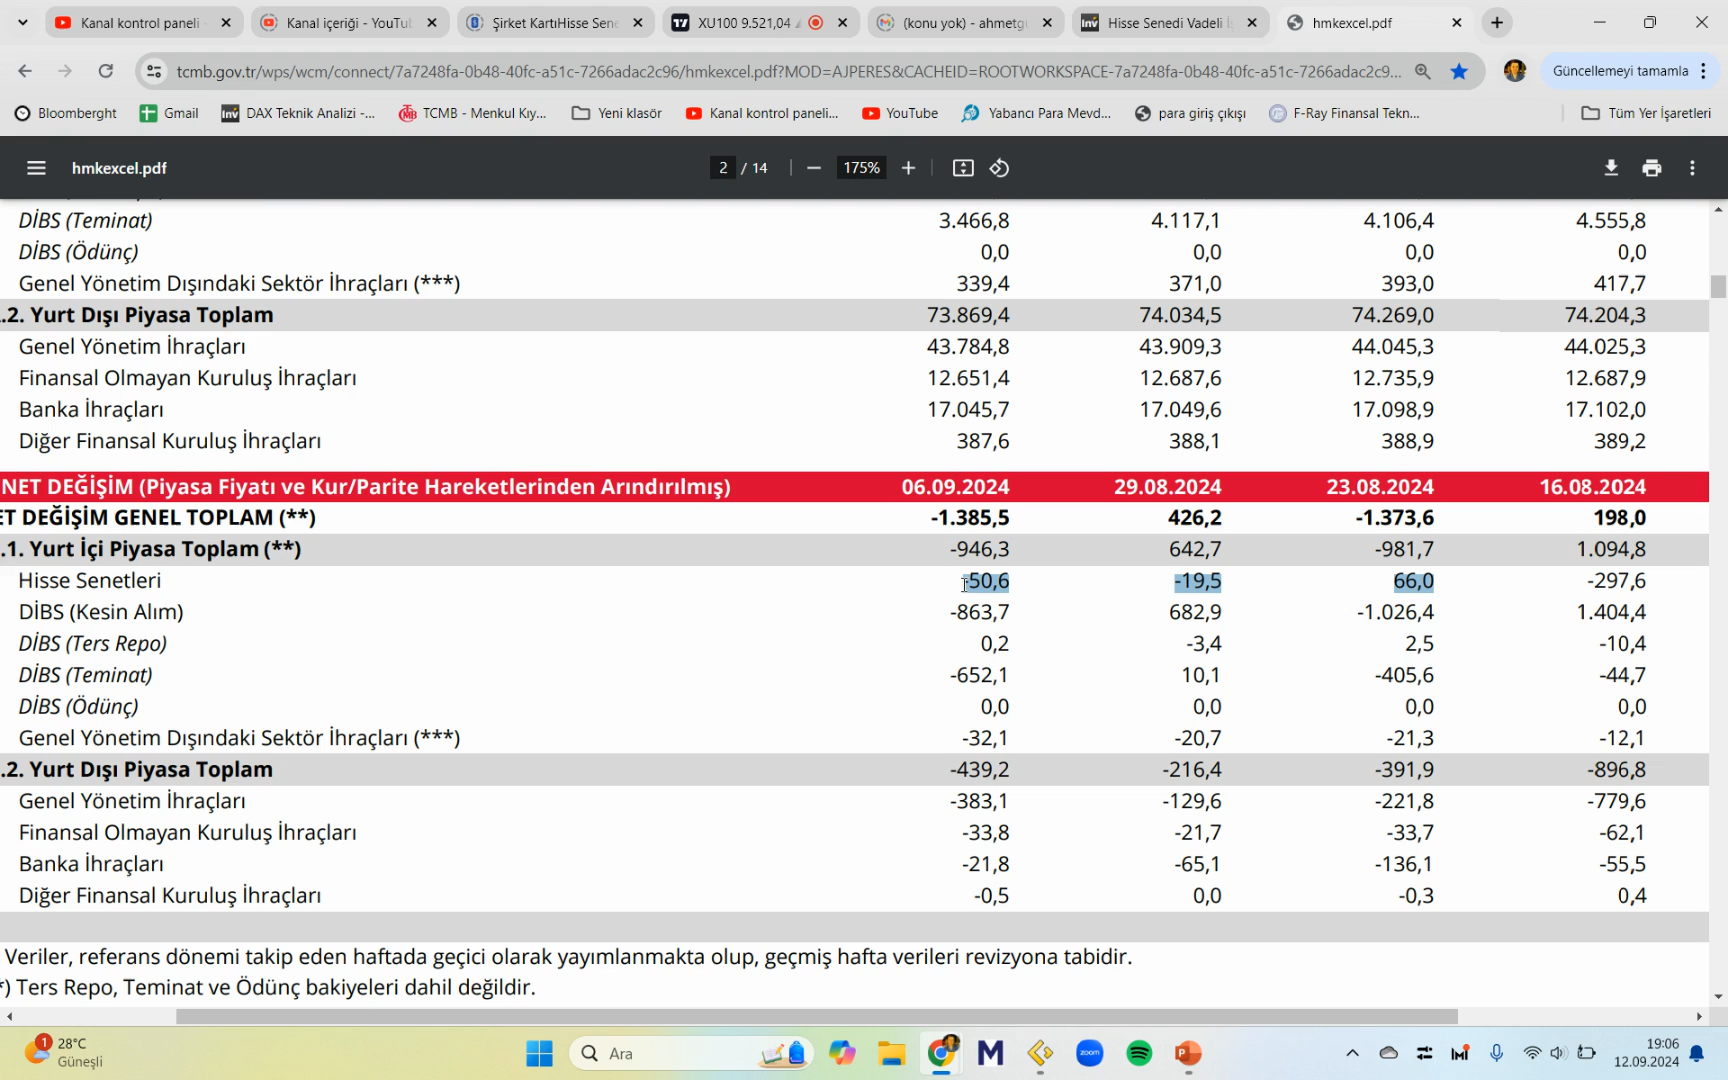 Kanal kontrol paneli
Kanal içeriği - YouTu
Şirket KartıHisse Sene
XU100 9.521,04
(konu yok) - ahmetg
Hisse Senedi Vadeli İ
hmkexcel.pdf
tcmb.gov.tr/wps/wcm/connect/7a7248fa-0b48-40fc-a51c-7266adac2c96/hmkexcel.pdf?MOD=AJPERES&CACHEID=ROOTWORKSPACE-7a7248fa-0b48-40fc-a51c-7266adac2c9...
Güncellemeyi tamamla
Bloomberght
Gmail
DAX Teknik Analizi -...
TCMB - Menkul Kıy...
Yeni klasör
Kanal kontrol paneli...
YouTube
Yabancı Para Mevd...
para giriş çıkışı
F-Ray Finansal Tekn...
Tüm Yer İşaretleri
hmkexcel.pdf
2 / 14
175%
DİBS (Teminat) 3.466,8 4.117,1 4.106,4 4.555,8
DİBS (Ödünç) 0,0 0,0 0,0 0,0
Genel Yönetim Dışındaki Sektör İhraçları (***) 339,4 371,0 393,0 417,7
.2. Yurt Dışı Piyasa Toplam 73.869,4 74.034,5 74.269,0 74.204,3
Genel Yönetim İhraçları 43.784,8 43.909,3 44.045,3 44.025,3
Finansal Olmayan Kuruluş İhraçları 12.651,4 12.687,6 12.735,9 12.687,9
Banka İhraçları 17.045,7 17.049,6 17.098,9 17.102,0
Diğer Finansal Kuruluş İhraçları 387,6 388,1 388,9 389,2
NET DEĞİŞİM (Piyasa Fiyatı ve Kur/Parite Hareketlerinden Arındırılmış) 06.09.2024 29.08.2024 23.08.2024 16.08.2024
ET DEĞİŞİM GENEL TOPLAM (**) -1.385,5 426,2 -1.373,6 198,0
.1. Yurt İçi Piyasa Toplam (**) -946,3 642,7 -981,7 1.094,8
Hisse Senetleri -50,6 -19,5 66,0 -297,6
DİBS (Kesin Alım) -863,7 682,9 -1.026,4 1.404,4
DİBS (Ters Repo) 0,2 -3,4 2,5 -10,4
DİBS (Teminat) -652,1 10,1 -405,6 -44,7
DİBS (Ödünç) 0,0 0,0 0,0 0,0
Genel Yönetim Dışındaki Sektör İhraçları (***) -32,1 -20,7 -21,3 -12,1
.2. Yurt Dışı Piyasa Toplam -439,2 -216,4 -391,9 -896,8
Genel Yönetim İhraçları -383,1 -129,6 -221,8 -779,6
Finansal Olmayan Kuruluş İhraçları -33,8 -21,7 -33,7 -62,1
Banka İhraçları -21,8 -65,1 -136,1 -55,5
Diğer Finansal Kuruluş İhraçları -0,5 0,0 -0,3 0,4
Veriler, referans dönemi takip eden haftada geçici olarak yayımlanmakta olup, geçmiş hafta verileri revizyona tabidir.
*) Ters Repo, Teminat ve Ödünç bakiyeleri dahil değildir.
1
28°C
Güneşli
Ara
zoom
19:06
12.09.2024